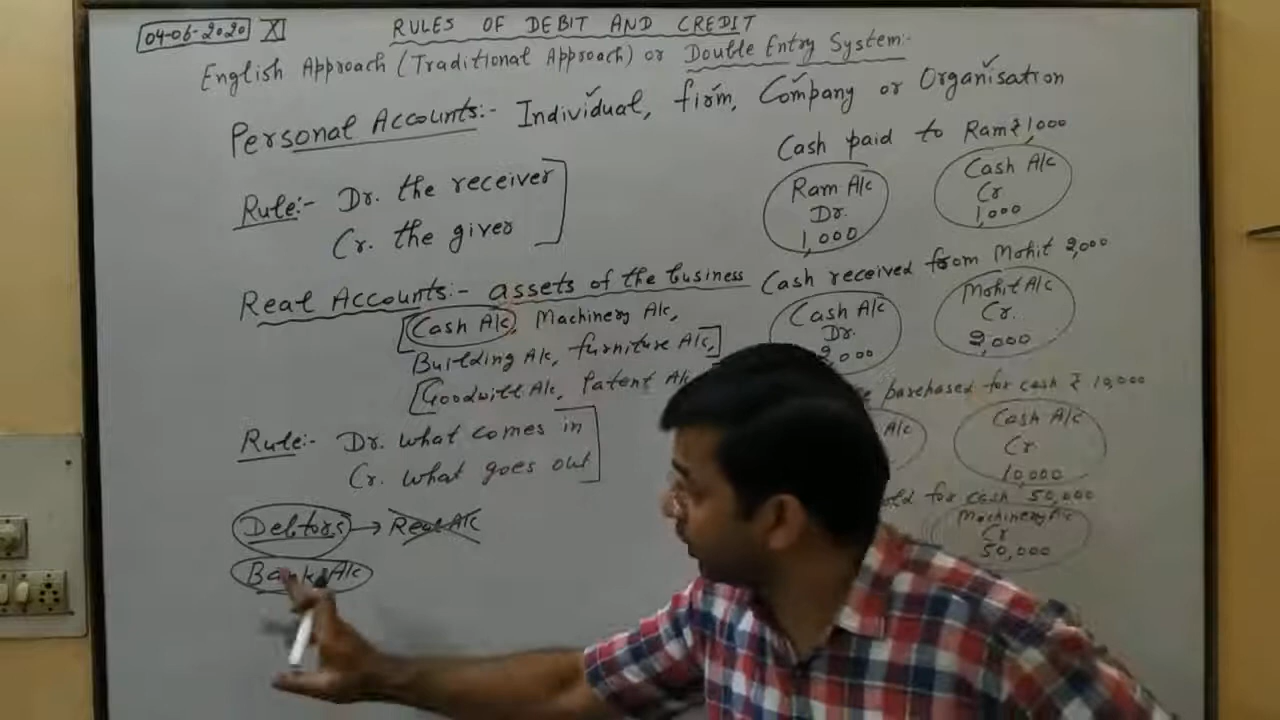 04-06-2020 XI
RULES OF DEBIT AND CREDIT
English Approach (Traditional Approach) or Double Entry System:-
Personal Accounts:- Individual, firm, Company or Organisation
Rule:- Dr. the receiver
Cr. the giver
Real Accounts:- assets of the business
Cash A/c, Machinery A/c,
Building A/c, furniture A/c,
Goodwill A/c, Patent A/c
Rule:- Dr. what comes in
Cr. what goes out
Debtors → Real A/c
Bank A/c
Cash paid to Ram ₹ 1,000
Ram A/c
Dr.
1,000
Cash A/c
Cr
1,000
Cash received from Mohit 2,000
Cash A/c
Dr.
2,000
Mohit A/c
Cr.
2,000
purchased for cash ₹ 10,000
A/c
Cash A/c
Cr
10,000
for cash 50,000
Machinery A/c
Cr
50,000